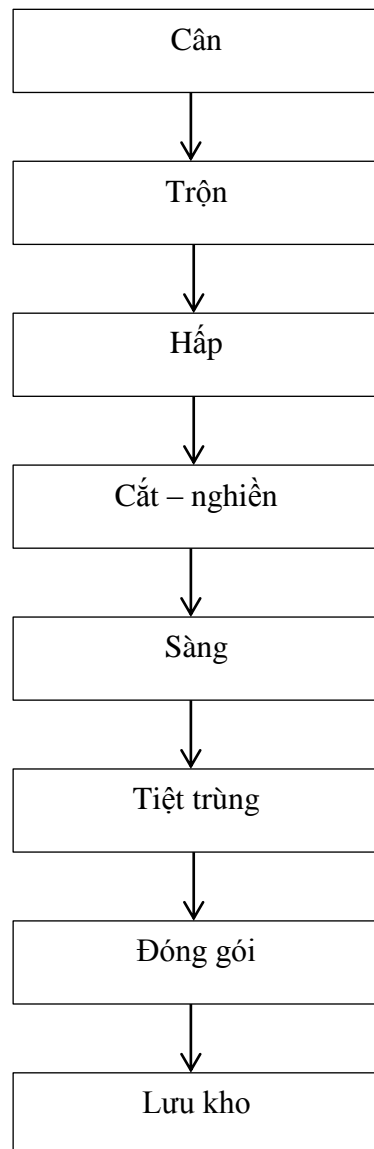 Cân
Trộn
Hấp
Cắt – nghiền
Sàng
Tiệt trùng
Đóng gói
Lưu kho